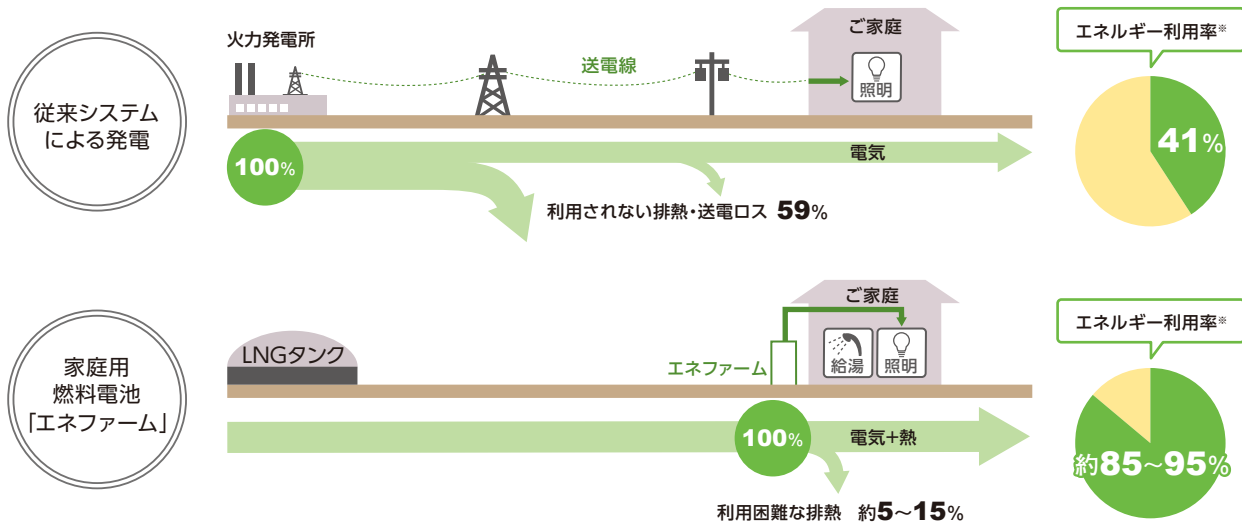 従来システム
による発電
火力発電所
送電線
ご家庭
照明
100%
電気
利用されない排熱・送電ロス 59%
エネルギー利用率※
41%
家庭用
燃料電池
「エネファーム」
LNGタンク
エネファーム
ご家庭
給湯
照明
100%
電気+熱
利用困難な排熱 約5~15%
エネルギー利用率※
約85~95%